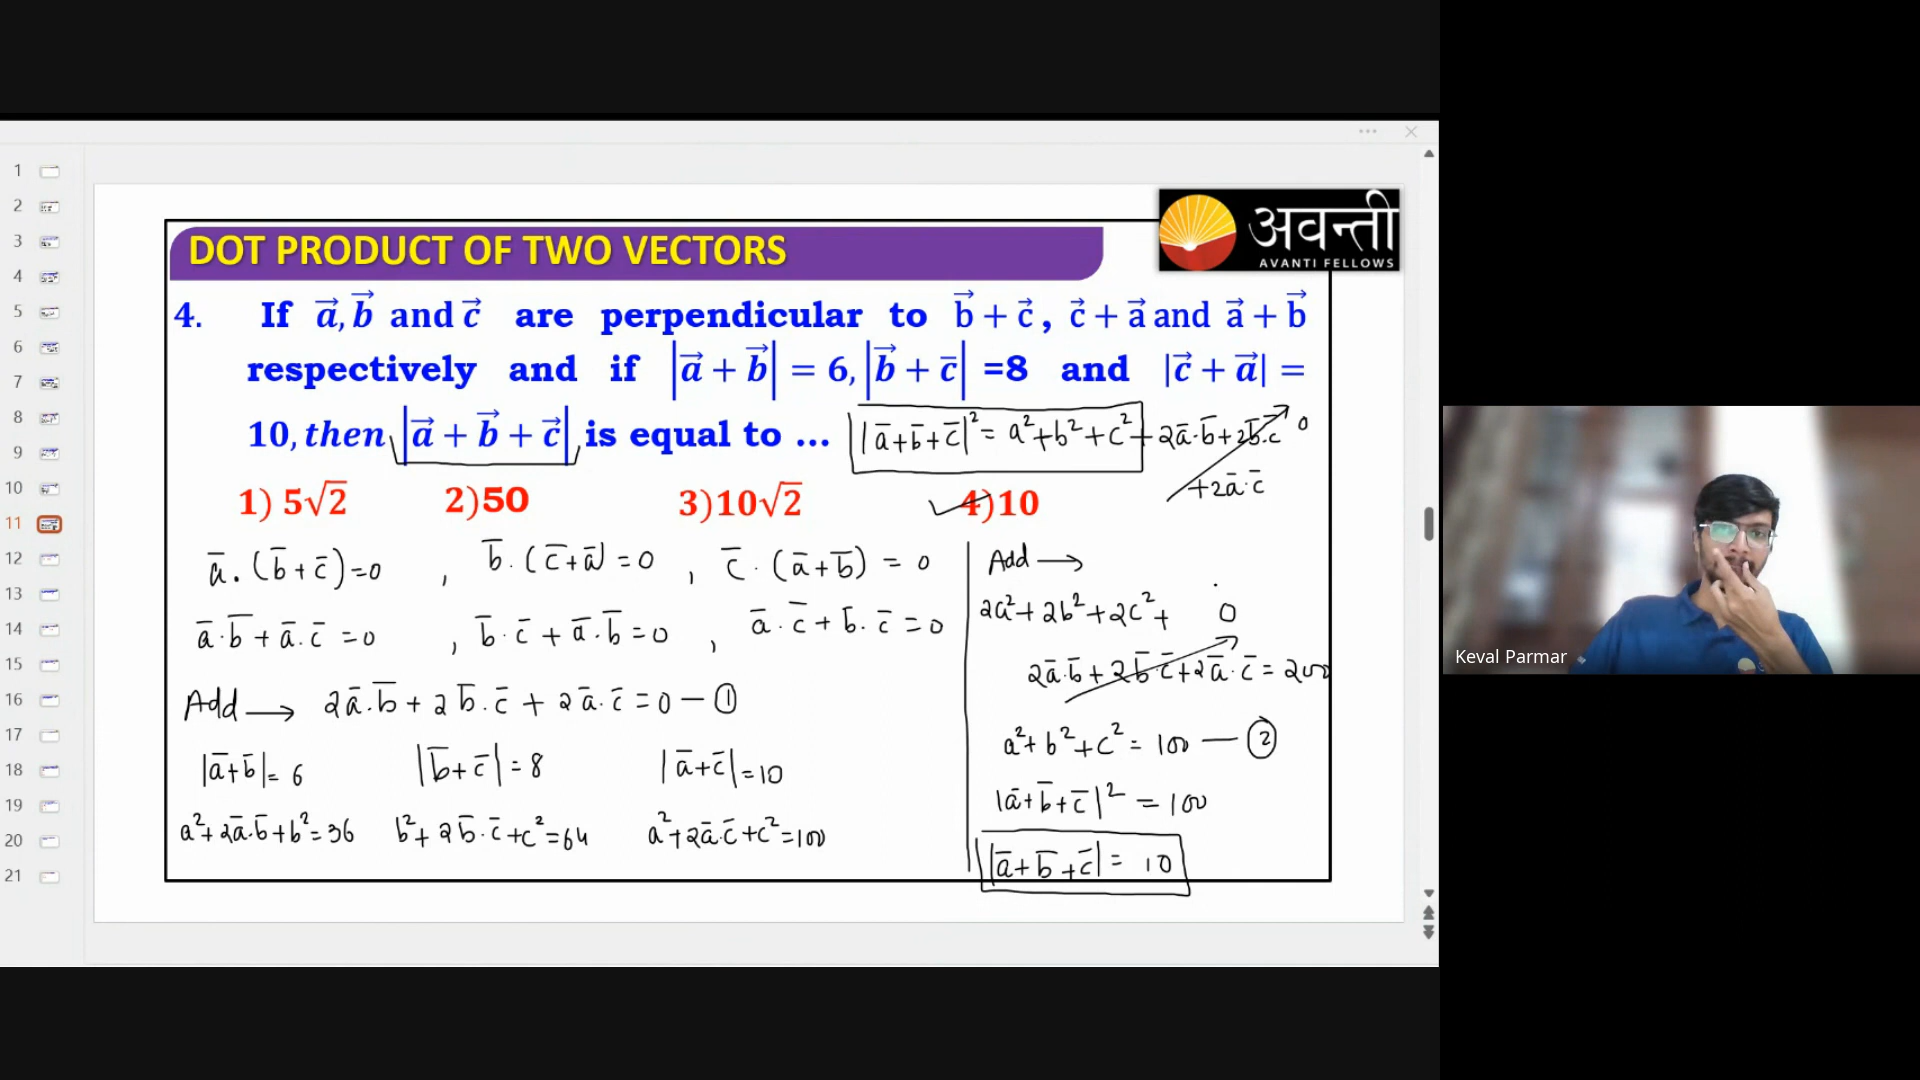 अवन्ती
AVANTI FELLOWS
DOT PRODUCT OF TWO VECTORS
4. If a⃗, b⃗ and c⃗ are perpendicular to b⃗ + c⃗, c⃗ + a⃗ and a⃗ + b⃗
respectively and if |a⃗ + b⃗| = 6, |b⃗ + c̄| =8 and |c⃗ + a⃗| =
10, then |a⃗ + b⃗ + c⃗| is equal to ...
|ā+b̄+c̄|² = a²+b²+c²+2ā·b̄+2b̄·c̄ 0
+2ā·c̄
1) 5√2 2)50 3)10√2 4)10
ā·(b̄+c̄)=0 , b̄·(c̄+ā)=0 , c̄·(ā+b̄) = 0
ā·b̄+ā·c̄ =0 , b̄·c̄+ā·b̄=0 , ā·c̄+b̄·c̄=0
Add → 2ā·b̄+2b̄·c̄+2ā·c̄=0 — ①
|ā+b̄|= 6 |b̄+c̄|=8 |ā+c̄|=10
a²+2ā·b̄+b²=36 b²+2b̄·c̄+c²=64 a²+2ā·c̄+c²=100
Add →
2a²+2b²+2c²+ 0
2ā·b̄+2b̄·c̄+2ā·c̄=200
a²+b²+c²= 100 — ②
|ā+b̄+c̄|² = 100
|ā+b̄+c̄| = 10
1
2
3
4
5
6
7
8
9
10
11
12
13
14
15
16
17
18
19
20
21
Keval Parmar